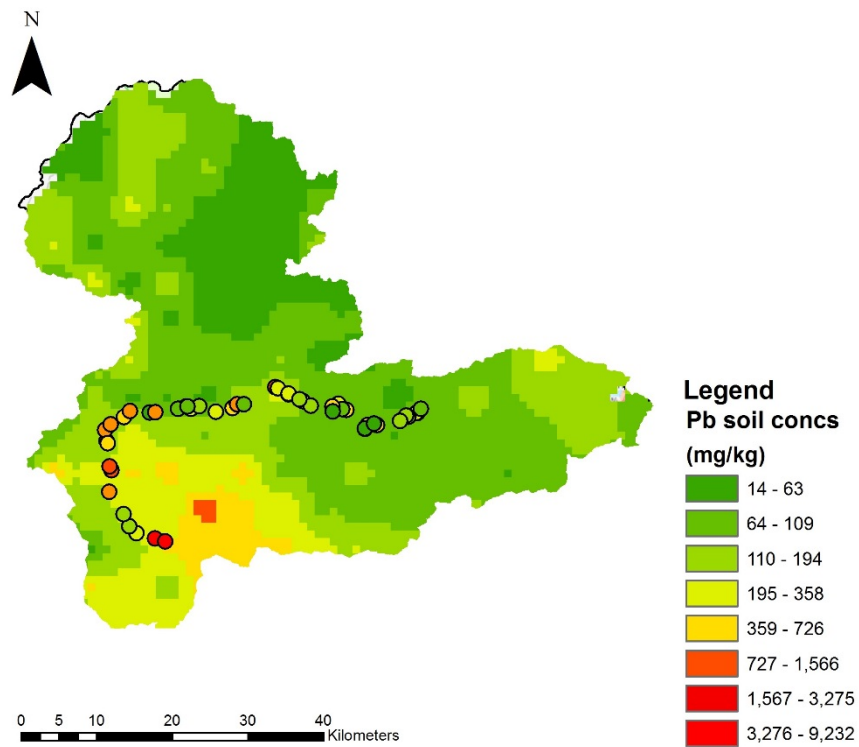 N
Legend
Pb soil concs
(mg/kg)
14 - 63
64 - 109
110 - 194
195 - 358
359 - 726
727 - 1,566
1,567 - 3,275
3,276 - 9,232
0 5 10 20 30 40
Kilometers